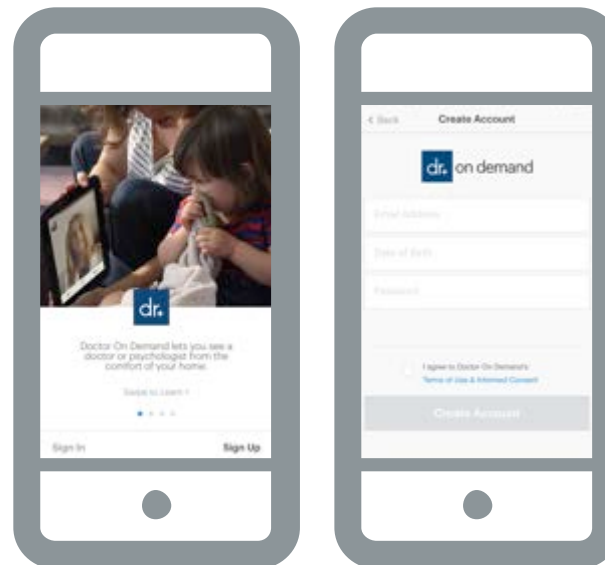 dr+
Doctor On Demand lets you see a
doctor or psychologist from the
comfort of your home.
Swipe to Learn >
Sign In
Sign Up
< Back
Create Account
dr+ on demand
Email Address
Date of Birth
Password
I agree to Doctor On Demand's
Terms of Use & Informed Consent
Create Account